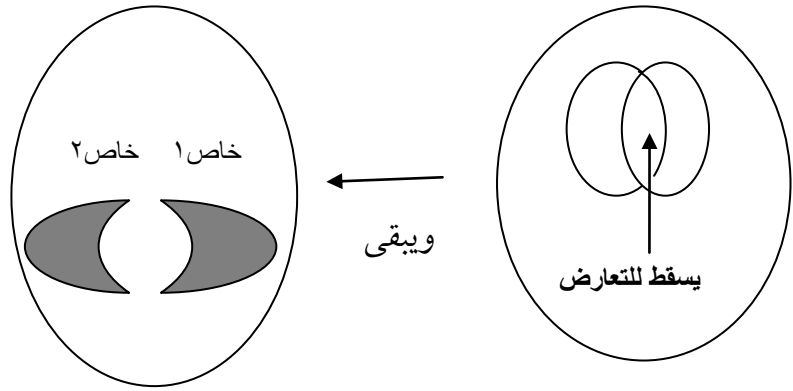 خاص١ خاص٢
ويبقى
يسقط للتعارض